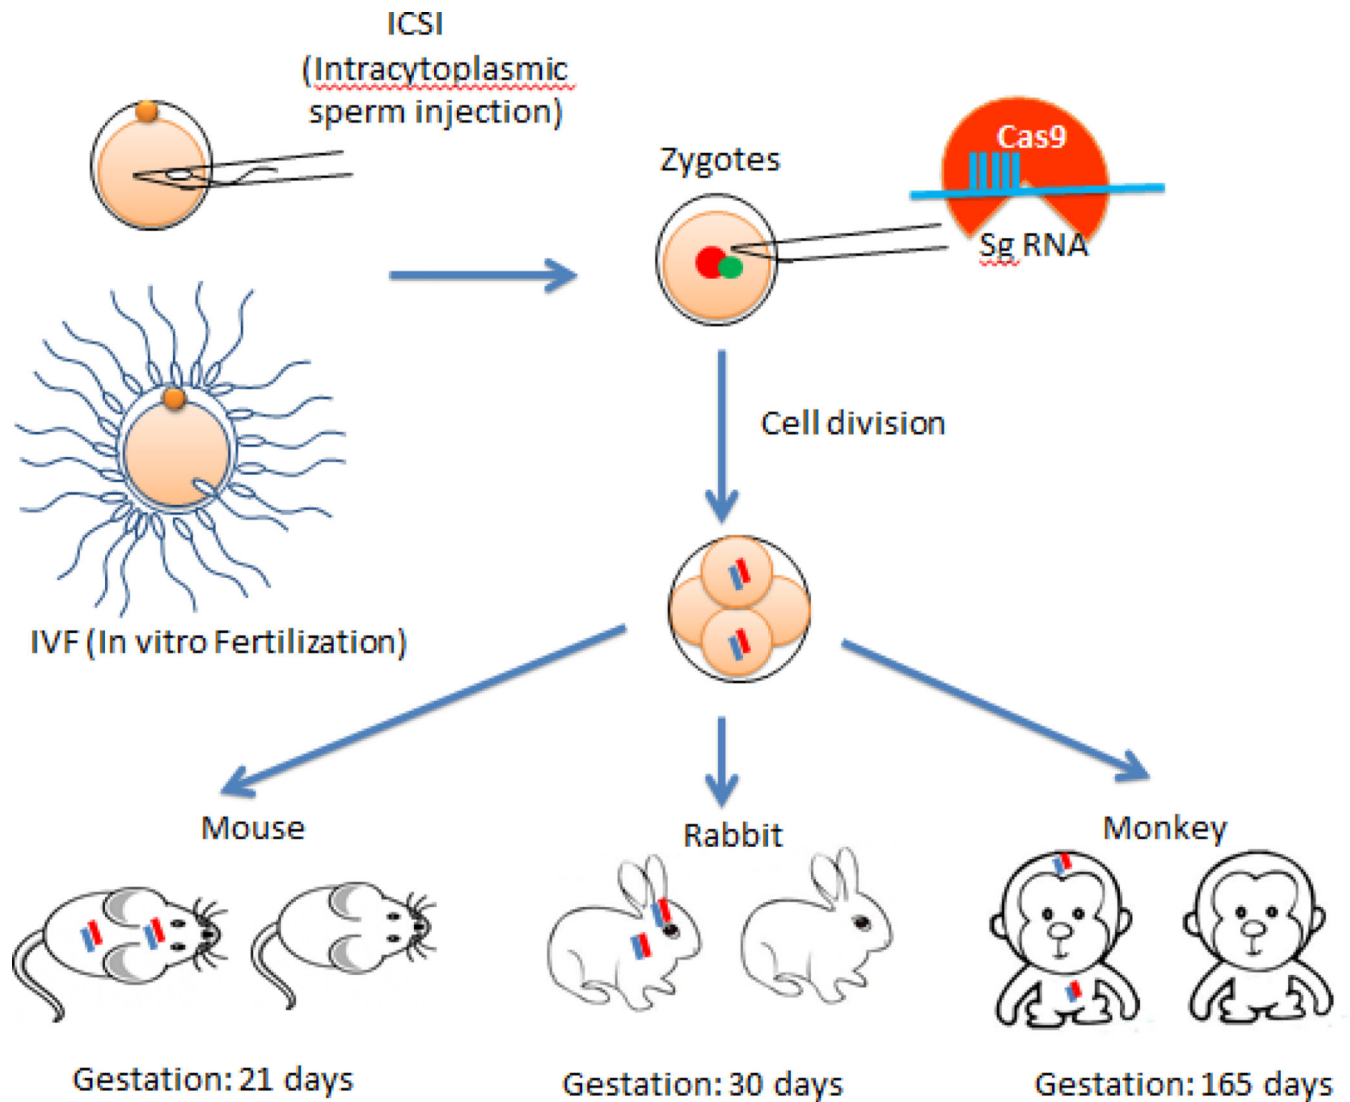 ICSI
(Intracytoplasmic
sperm injection)
Zygotes
Cas9
Sg RNA
Cell division
IVF (In vitro Fertilization)
Mouse
Rabbit
Monkey
Gestation: 21 days
Gestation: 30 days
Gestation: 165 days